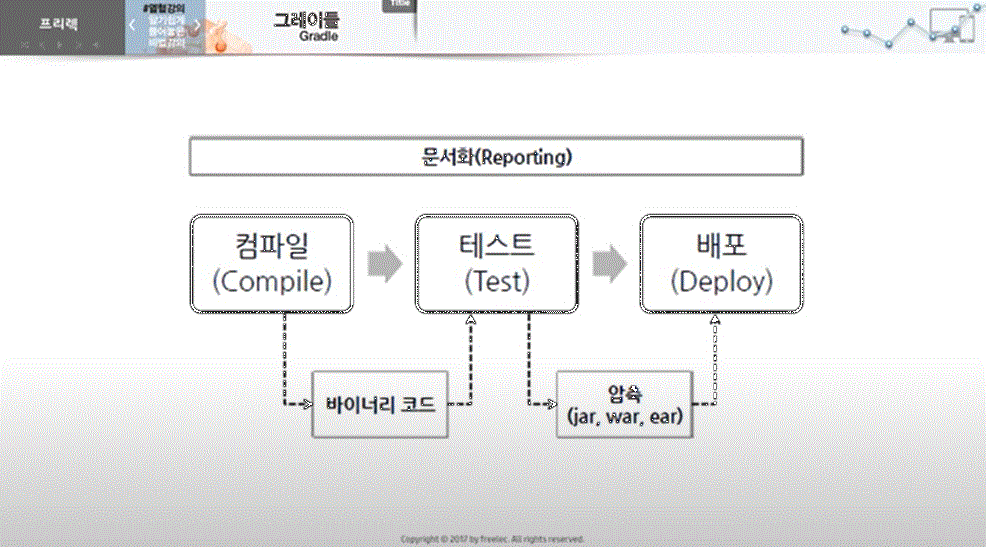 프리렉
#열혈강의
그레이들
Gradle
Title
문서화(Reporting)
컴파일
(Compile)
테스트
(Test)
배포
(Deploy)
바이너리 코드
압축
(jar, war, ear)
Copyright © 2017 by freelec. All rights reserved.